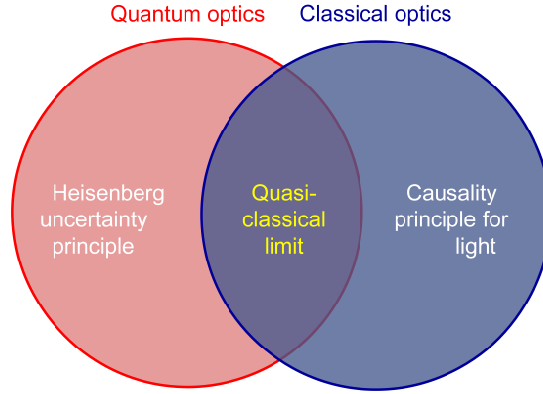 Quantum optics
Classical optics
Heisenberg
uncertainty
principle
Quasi-
classical
limit
Causality
principle for
light